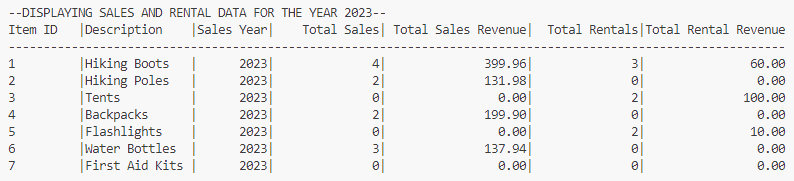 --DISPLAYING SALES AND RENTAL DATA FOR THE YEAR 2023--
Item ID   |Description   |Sales Year|    Total Sales| Total Sales Revenue|  Total Rentals|Total Rental Revenue
--------------------------------------------------------------------------------------------------------
1         |Hiking Boots  |      2023|              4|              399.96|              3|               60.00
2         |Hiking Poles  |      2023|              2|              131.98|              0|                0.00
3         |Tents         |      2023|              0|                0.00|              2|              100.00
4         |Backpacks     |      2023|              2|              199.90|              0|                0.00
5         |Flashlights   |      2023|              0|                0.00|              2|               10.00
6         |Water Bottles |      2023|              3|              137.94|              0|                0.00
7         |First Aid Kits |      2023|              0|                0.00|              0|                0.00